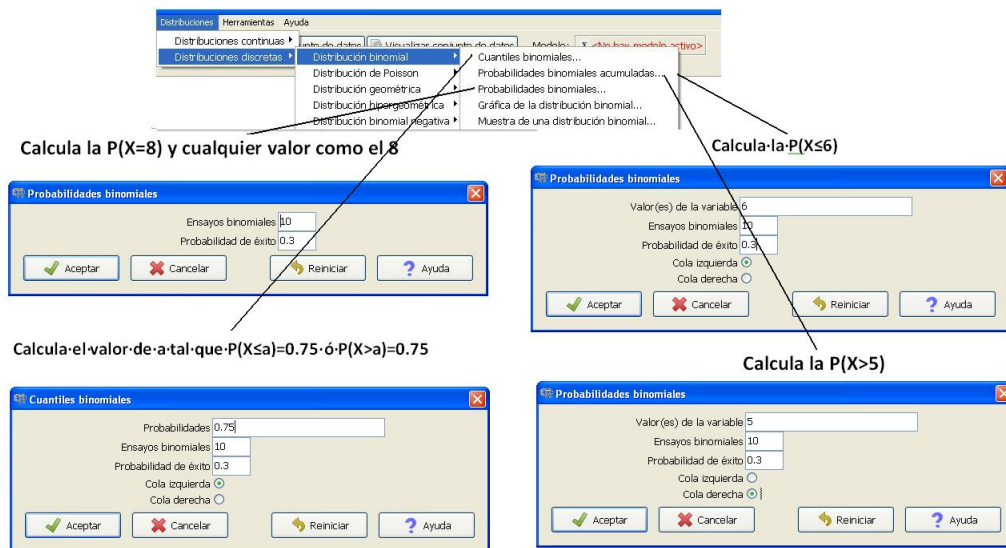 Distribuciones Herramientas Ayuda
Distribuciones continuas
Distribuciones discretas
conjunto de datos Visualizar conjunto de datos Modelo: Σ <No hay modelo activo>
Distribución binomial
Distribución de Poisson
Distribución geométrica
Distribución hipergeométrica
Distribución binomial negativa
Cuantiles binomiales...
Probabilidades binomiales acumuladas...
Probabilidades binomiales...
Gráfica de la distribución binomial...
Muestra de una distribución binomial...
Calcula la P(X=8) y cualquier valor como el 8
Calcula·la·P(X≤6)
Probabilidades binomiales
Ensayos binomiales 10
Probabilidad de éxito 0.3
Aceptar Cancelar Reiniciar Ayuda
Probabilidades binomiales
Valor(es) de la variable 6
Ensayos binomiales 10
Probabilidad de éxito 0.3
Cola izquierda
Cola derecha
Aceptar Cancelar Reiniciar Ayuda
Calcula·el·valor·de·a·tal·que·P(X≤a)=0.75·ó·P(X>a)=0.75
Calcula la P(X>5)
Cuantiles binomiales
Probabilidades 0.75
Ensayos binomiales 10
Probabilidad de éxito 0.3
Cola izquierda
Cola derecha
Aceptar Cancelar Reiniciar Ayuda
Probabilidades binomiales
Valor(es) de la variable 5
Ensayos binomiales 10
Probabilidad de éxito 0.3
Cola izquierda
Cola derecha
Aceptar Cancelar Reiniciar Ayuda